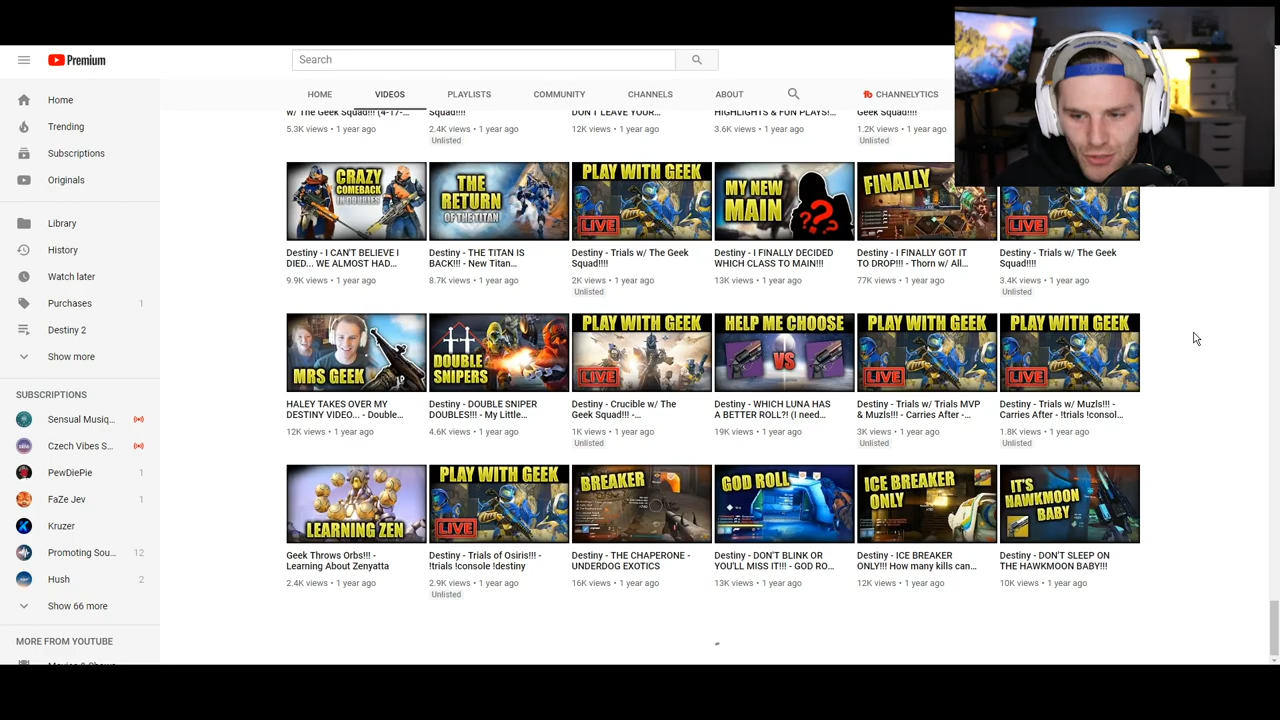 Premium
Search
HOME VIDEOS PLAYLISTS COMMUNITY CHANNELS ABOUT CHANNELYTICS
Home
Trending
Subscriptions
Originals
Library
History
Watch later
Purchases 1
Destiny 2
Show more
SUBSCRIPTIONS
Sensual Musiq...
Czech Vibes S...
PewDiePie 1
FaZe Jev 1
Kruzer
Promoting Sou... 12
Hush 2
Show 66 more
MORE FROM YOUTUBE
w/ The Geek Squad!!! (4-17-...
5.3K views • 1 year ago
Squad!!!!
2.4K views • 1 year ago
Unlisted
DON'T LEAVE YOUR...
12K views • 1 year ago
HIGHLIGHTS & FUN PLAYS!...
3.6K views • 1 year ago
Geek Squad!!!!
1.2K views • 1 year ago
Unlisted
CRAZY
COMEBACK
IN DOUBLES
Destiny - I CAN'T BELIEVE I
DIED... WE ALMOST HAD...
9.9K views • 1 year ago
THE
RETURN
OF THE TITAN
Destiny - THE TITAN IS
BACK!!! - New Titan...
8.7K views • 1 year ago
PLAY WITH GEEK
LIVE
Destiny - Trials w/ The Geek
Squad!!!!
2K views • 1 year ago
Unlisted
MY NEW
MAIN
??
Destiny - I FINALLY DECIDED
WHICH CLASS TO MAIN!!!
13K views • 1 year ago
FINALLY
Destiny - I FINALLY GOT IT
TO DROP!!! - Thorn w/ All...
77K views • 1 year ago
LIVE
Destiny - Trials w/ The Geek
Squad!!!!
3.4K views • 1 year ago
Unlisted
MRS GEEK
HALEY TAKES OVER MY
DESTINY VIDEO... - Double...
12K views • 1 year ago
DOUBLE
SNIPERS
Destiny - DOUBLE SNIPER
DOUBLES!!! - My Little...
4.6K views • 1 year ago
PLAY WITH GEEK
LIVE
Destiny - Crucible w/ The
Geek Squad!!! -...
1K views • 1 year ago
Unlisted
HELP ME CHOOSE
VS
Destiny - WHICH LUNA HAS
A BETTER ROLL?! (I need...
19K views • 1 year ago
PLAY WITH GEEK
LIVE
Destiny - Trials w/ Trials MVP
& Muzls!!! - Carries After -...
3K views • 1 year ago
Unlisted
PLAY WITH GEEK
LIVE
Destiny - Trials w/ Muzls!!! -
Carries After - !trials !consol...
1.8K views • 1 year ago
Unlisted
LEARNING ZEN
Geek Throws Orbs!!! -
Learning About Zenyatta
2.4K views • 1 year ago
PLAY WITH GEEK
LIVE
Destiny - Trials of Osiris!!! -
!trials !console !destiny
2.9K views • 1 year ago
Unlisted
BREAKER
Destiny - THE CHAPERONE -
UNDERDOG EXOTICS
16K views • 1 year ago
GOD ROLL
Destiny - DON'T BLINK OR
YOU'LL MISS IT!!! - GOD RO...
13K views • 1 year ago
ICE BREAKER
ONLY
Destiny - ICE BREAKER
ONLY!!! How many kills can...
12K views • 1 year ago
IT'S
HAWKMOON
BABY
Destiny - DON'T SLEEP ON
THE HAWKMOON BABY!!!
10K views • 1 year ago